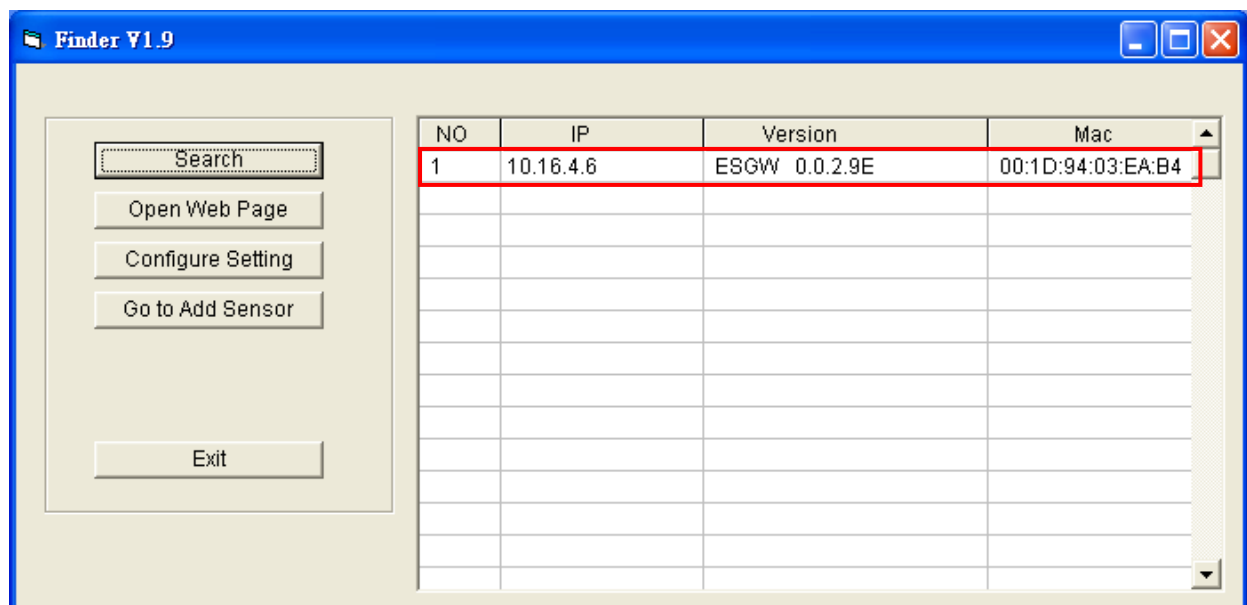 Finder V1.9
Search
Open Web Page
Configure Setting
Go to Add Sensor
Exit
NO IP Version Mac
1 10.16.4.6 ESGW 0.0.2.9E 00:1D:94:03:EA:B4